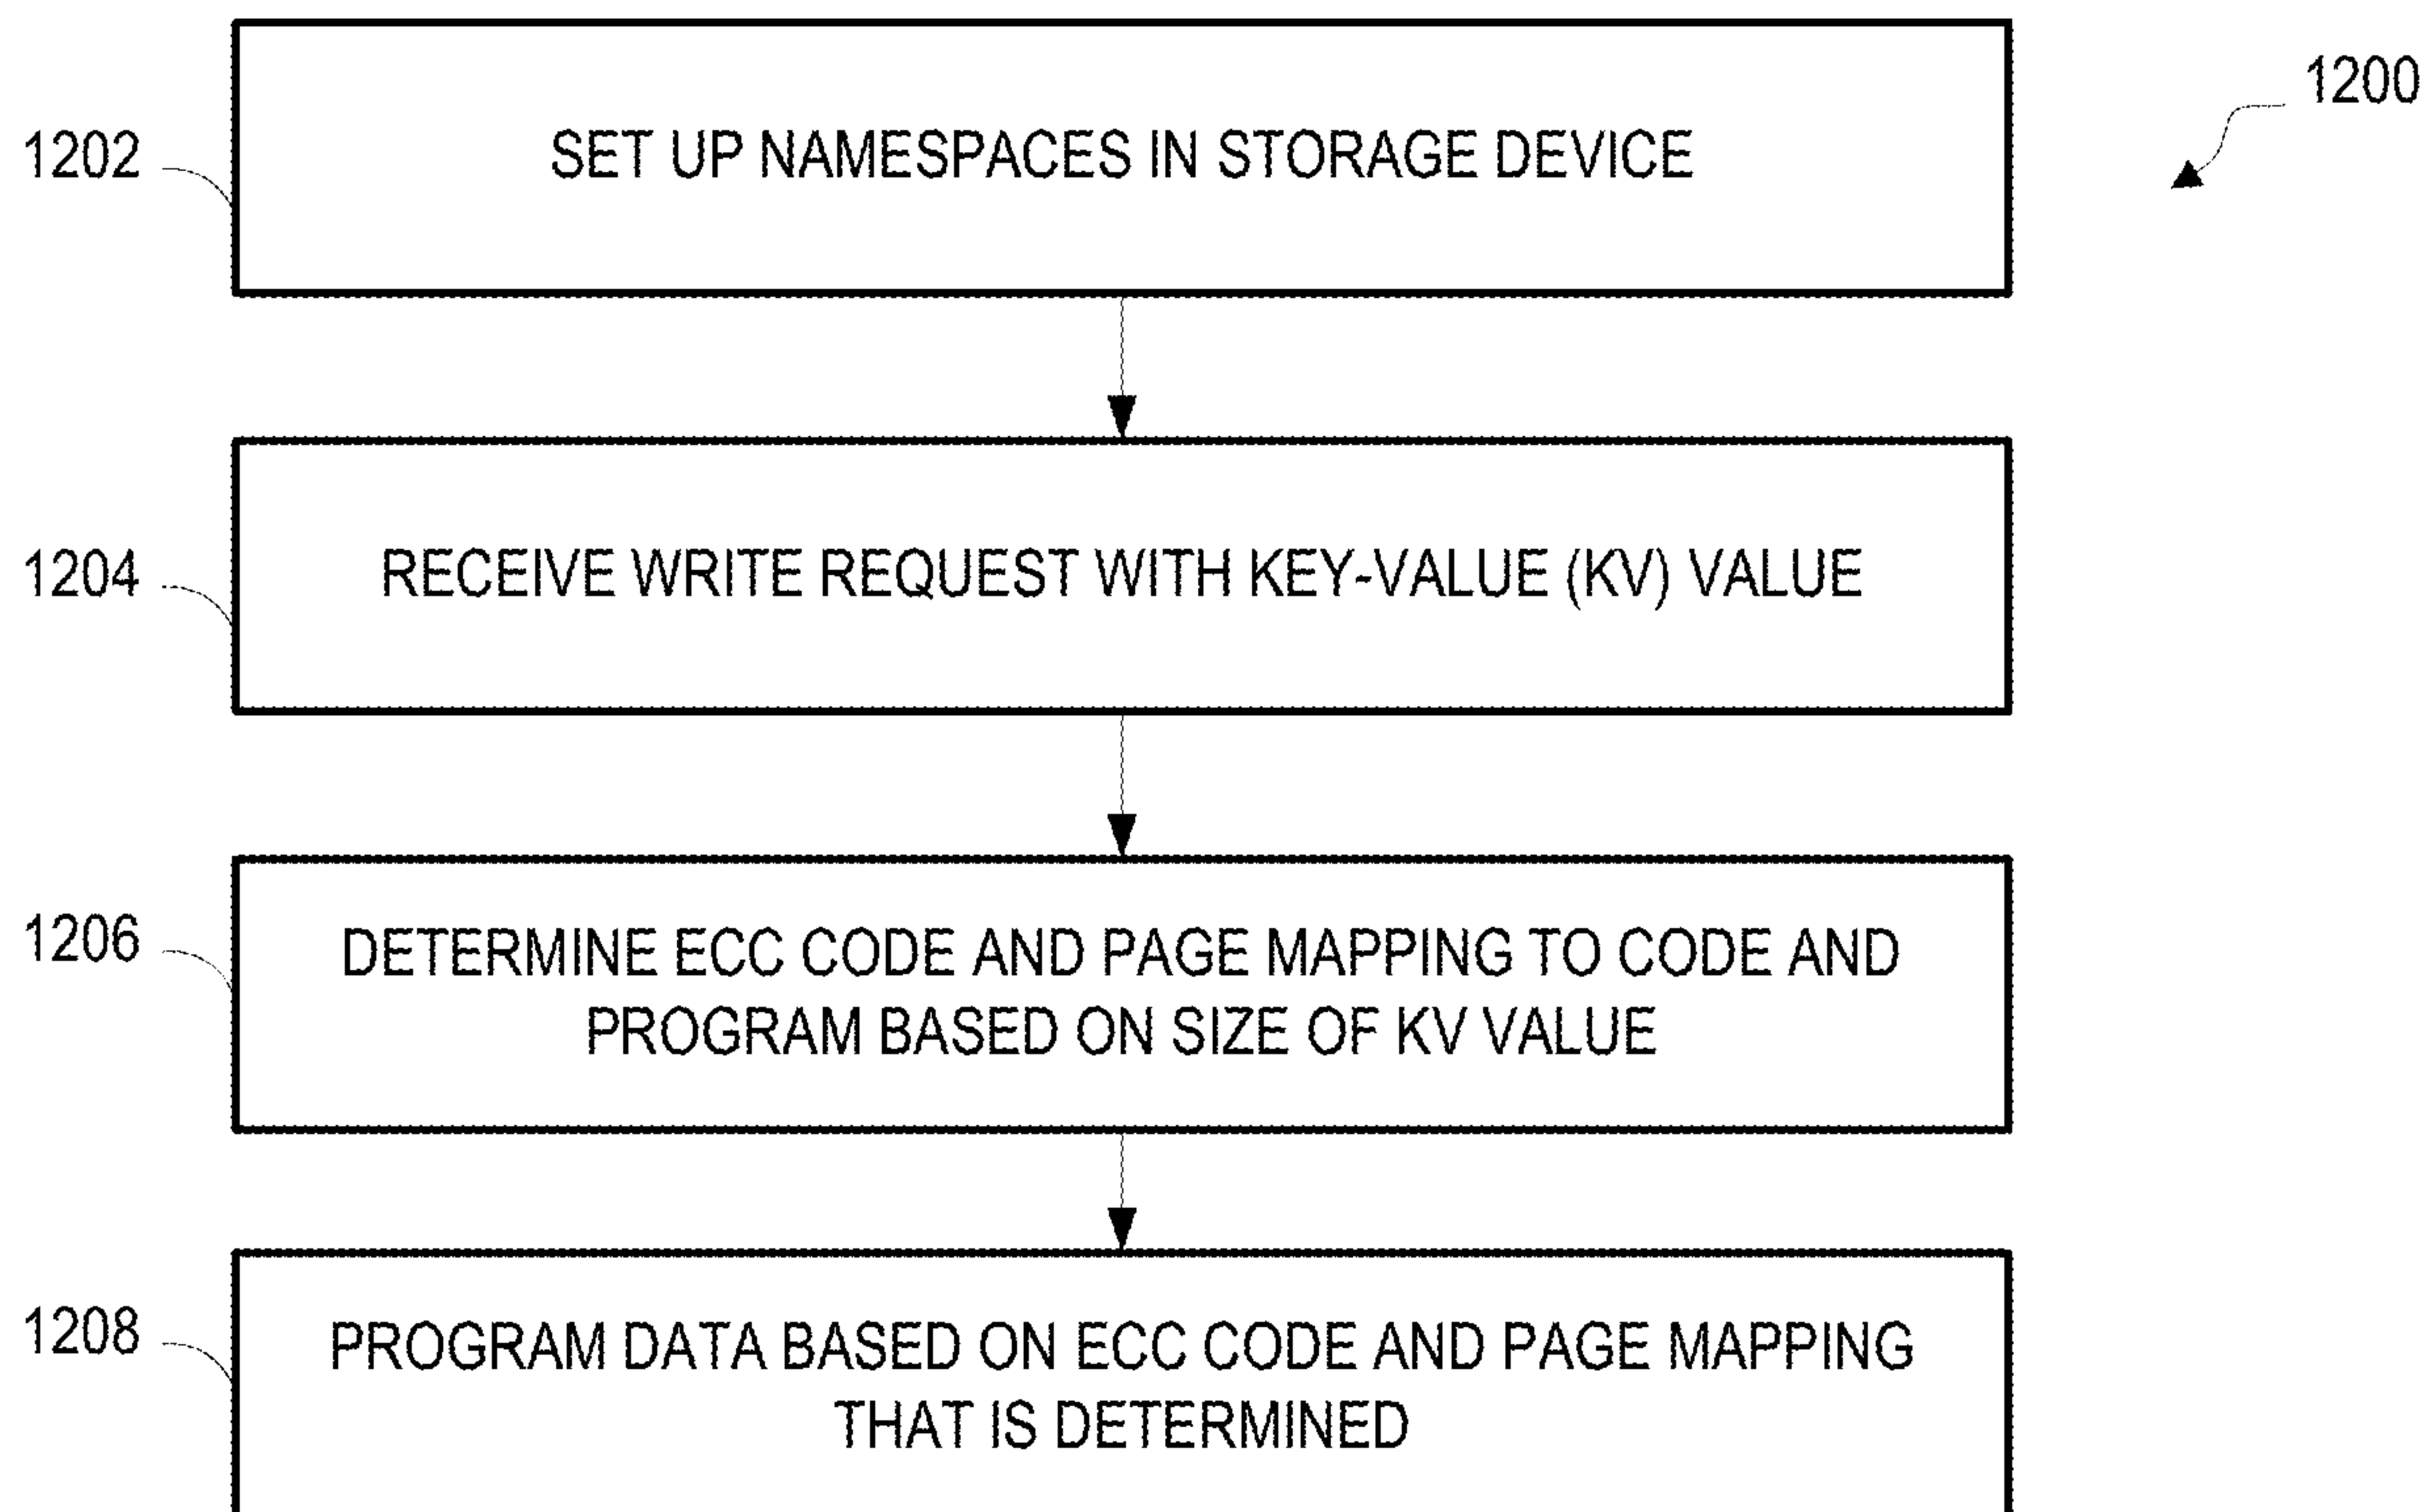 1200
1202
SET UP NAMESPACES IN STORAGE DEVICE
1204
RECEIVE WRITE REQUEST WITH KEY-VALUE (KV) VALUE
1206
DETERMINE ECC CODE AND PAGE MAPPING TO CODE AND
PROGRAM BASED ON SIZE OF KV VALUE
1208
PROGRAM DATA BASED ON ECC CODE AND PAGE MAPPING
THAT IS DETERMINED